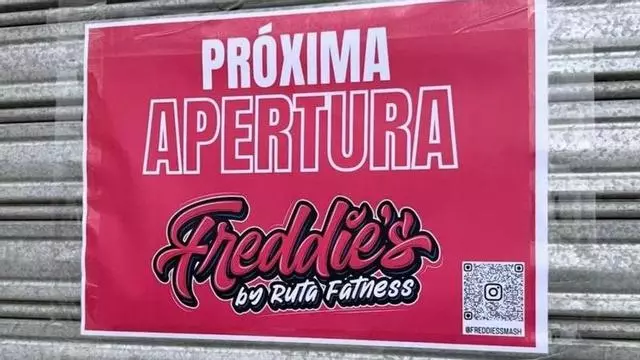 PRÓXIMA
APERTURA
Freddie's
by Ruta Fatness
@FREDDIESSMASH